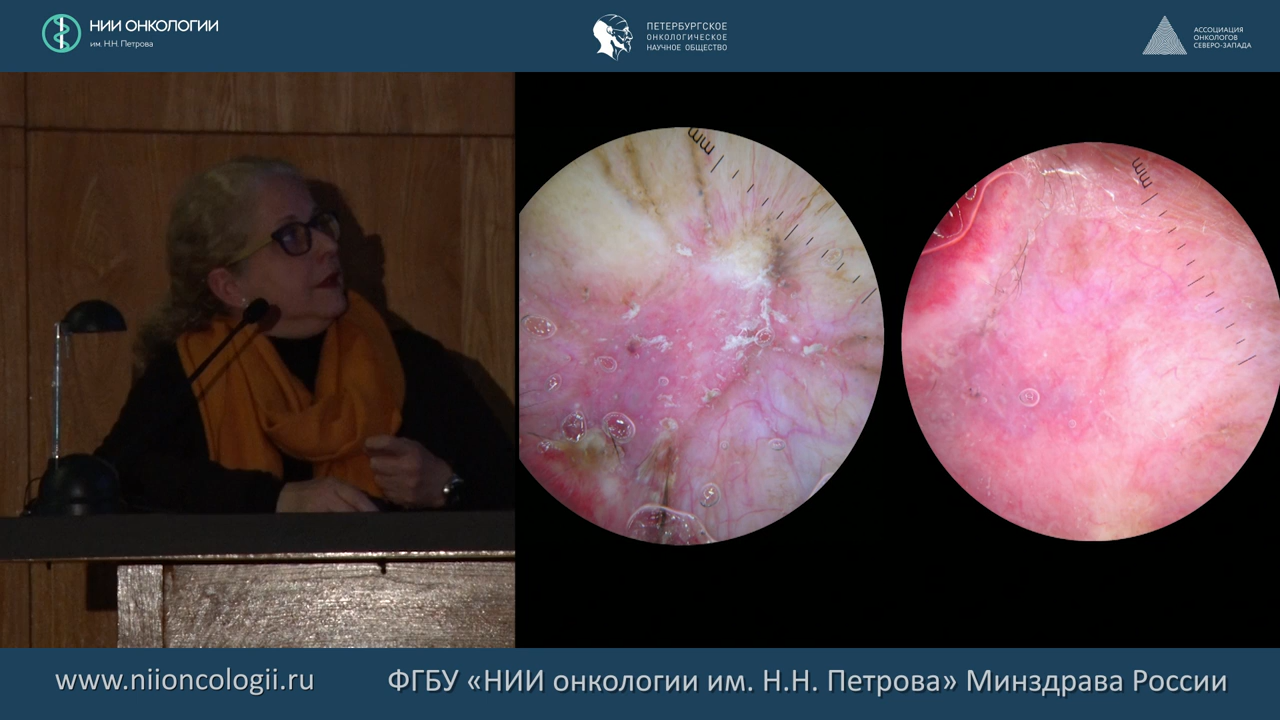 НИИ ОНКОЛОГИИ
им. Н.Н. Петрова
ПЕТЕРБУРГСКОЕ
ОНКОЛОГИЧЕСКОЕ
НАУЧНОЕ ОБЩЕСТВО
АССОЦИАЦИЯ
ОНКОЛОГОВ
СЕВЕРО-ЗАПАДА
mm
mm
www.niioncologii.ru
ФГБУ «НИИ онкологии им. Н.Н. Петрова» Минздрава России